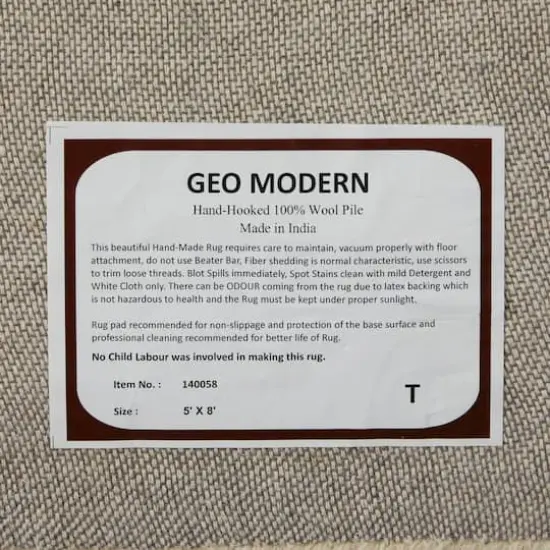 GEO MODERN
Hand-Hooked 100% Wool Pile
Made in India
This beautiful Hand-Made Rug requires care to maintain, vacuum properly with floor
attachment, do not use Beater Bar, Fiber shedding is normal characteristic, use scissors
to trim loose threads. Blot Spills immediately, Spot Stains clean with mild Detergent and
White Cloth only. There can be ODOUR coming from the rug due to latex backing which
is not hazardous to health and the Rug must be kept under proper sunlight.
Rug pad recommended for non-slippage and protection of the base surface and
professional cleaning recommended for better life of Rug.
No Child Labour was involved in making this rug.
Item No. : 140058
Size : 5' X 8'
T